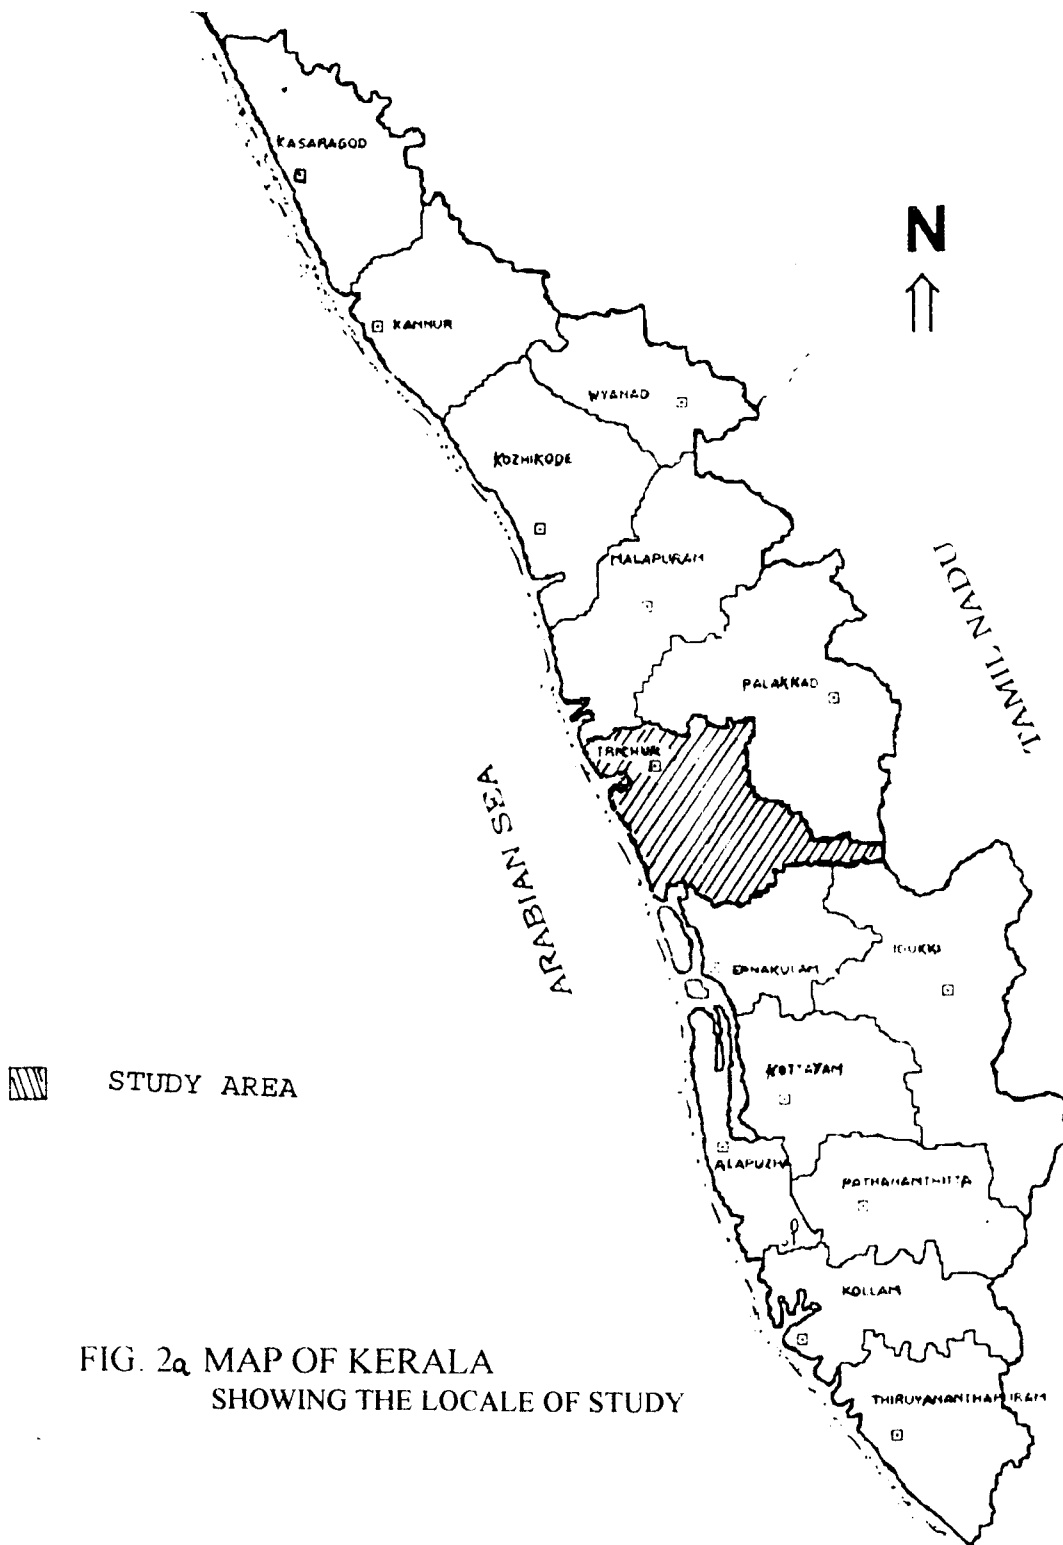 KASARAGOD
N
KANNUR
WYANAD
KOZHIKODE
MALAPURAM
TAMIL NADU
PALAKKAD
TRICHUR
ARABIAN SEA
IDUKKI
ERNAKULAM
KOTTAYAM
STUDY AREA
ALAPUZHA
PATHANAMTHITTA
KOLLAM
FIG. 2a MAP OF KERALA
SHOWING THE LOCALE OF STUDY
THIRUVANANTHAPURAM